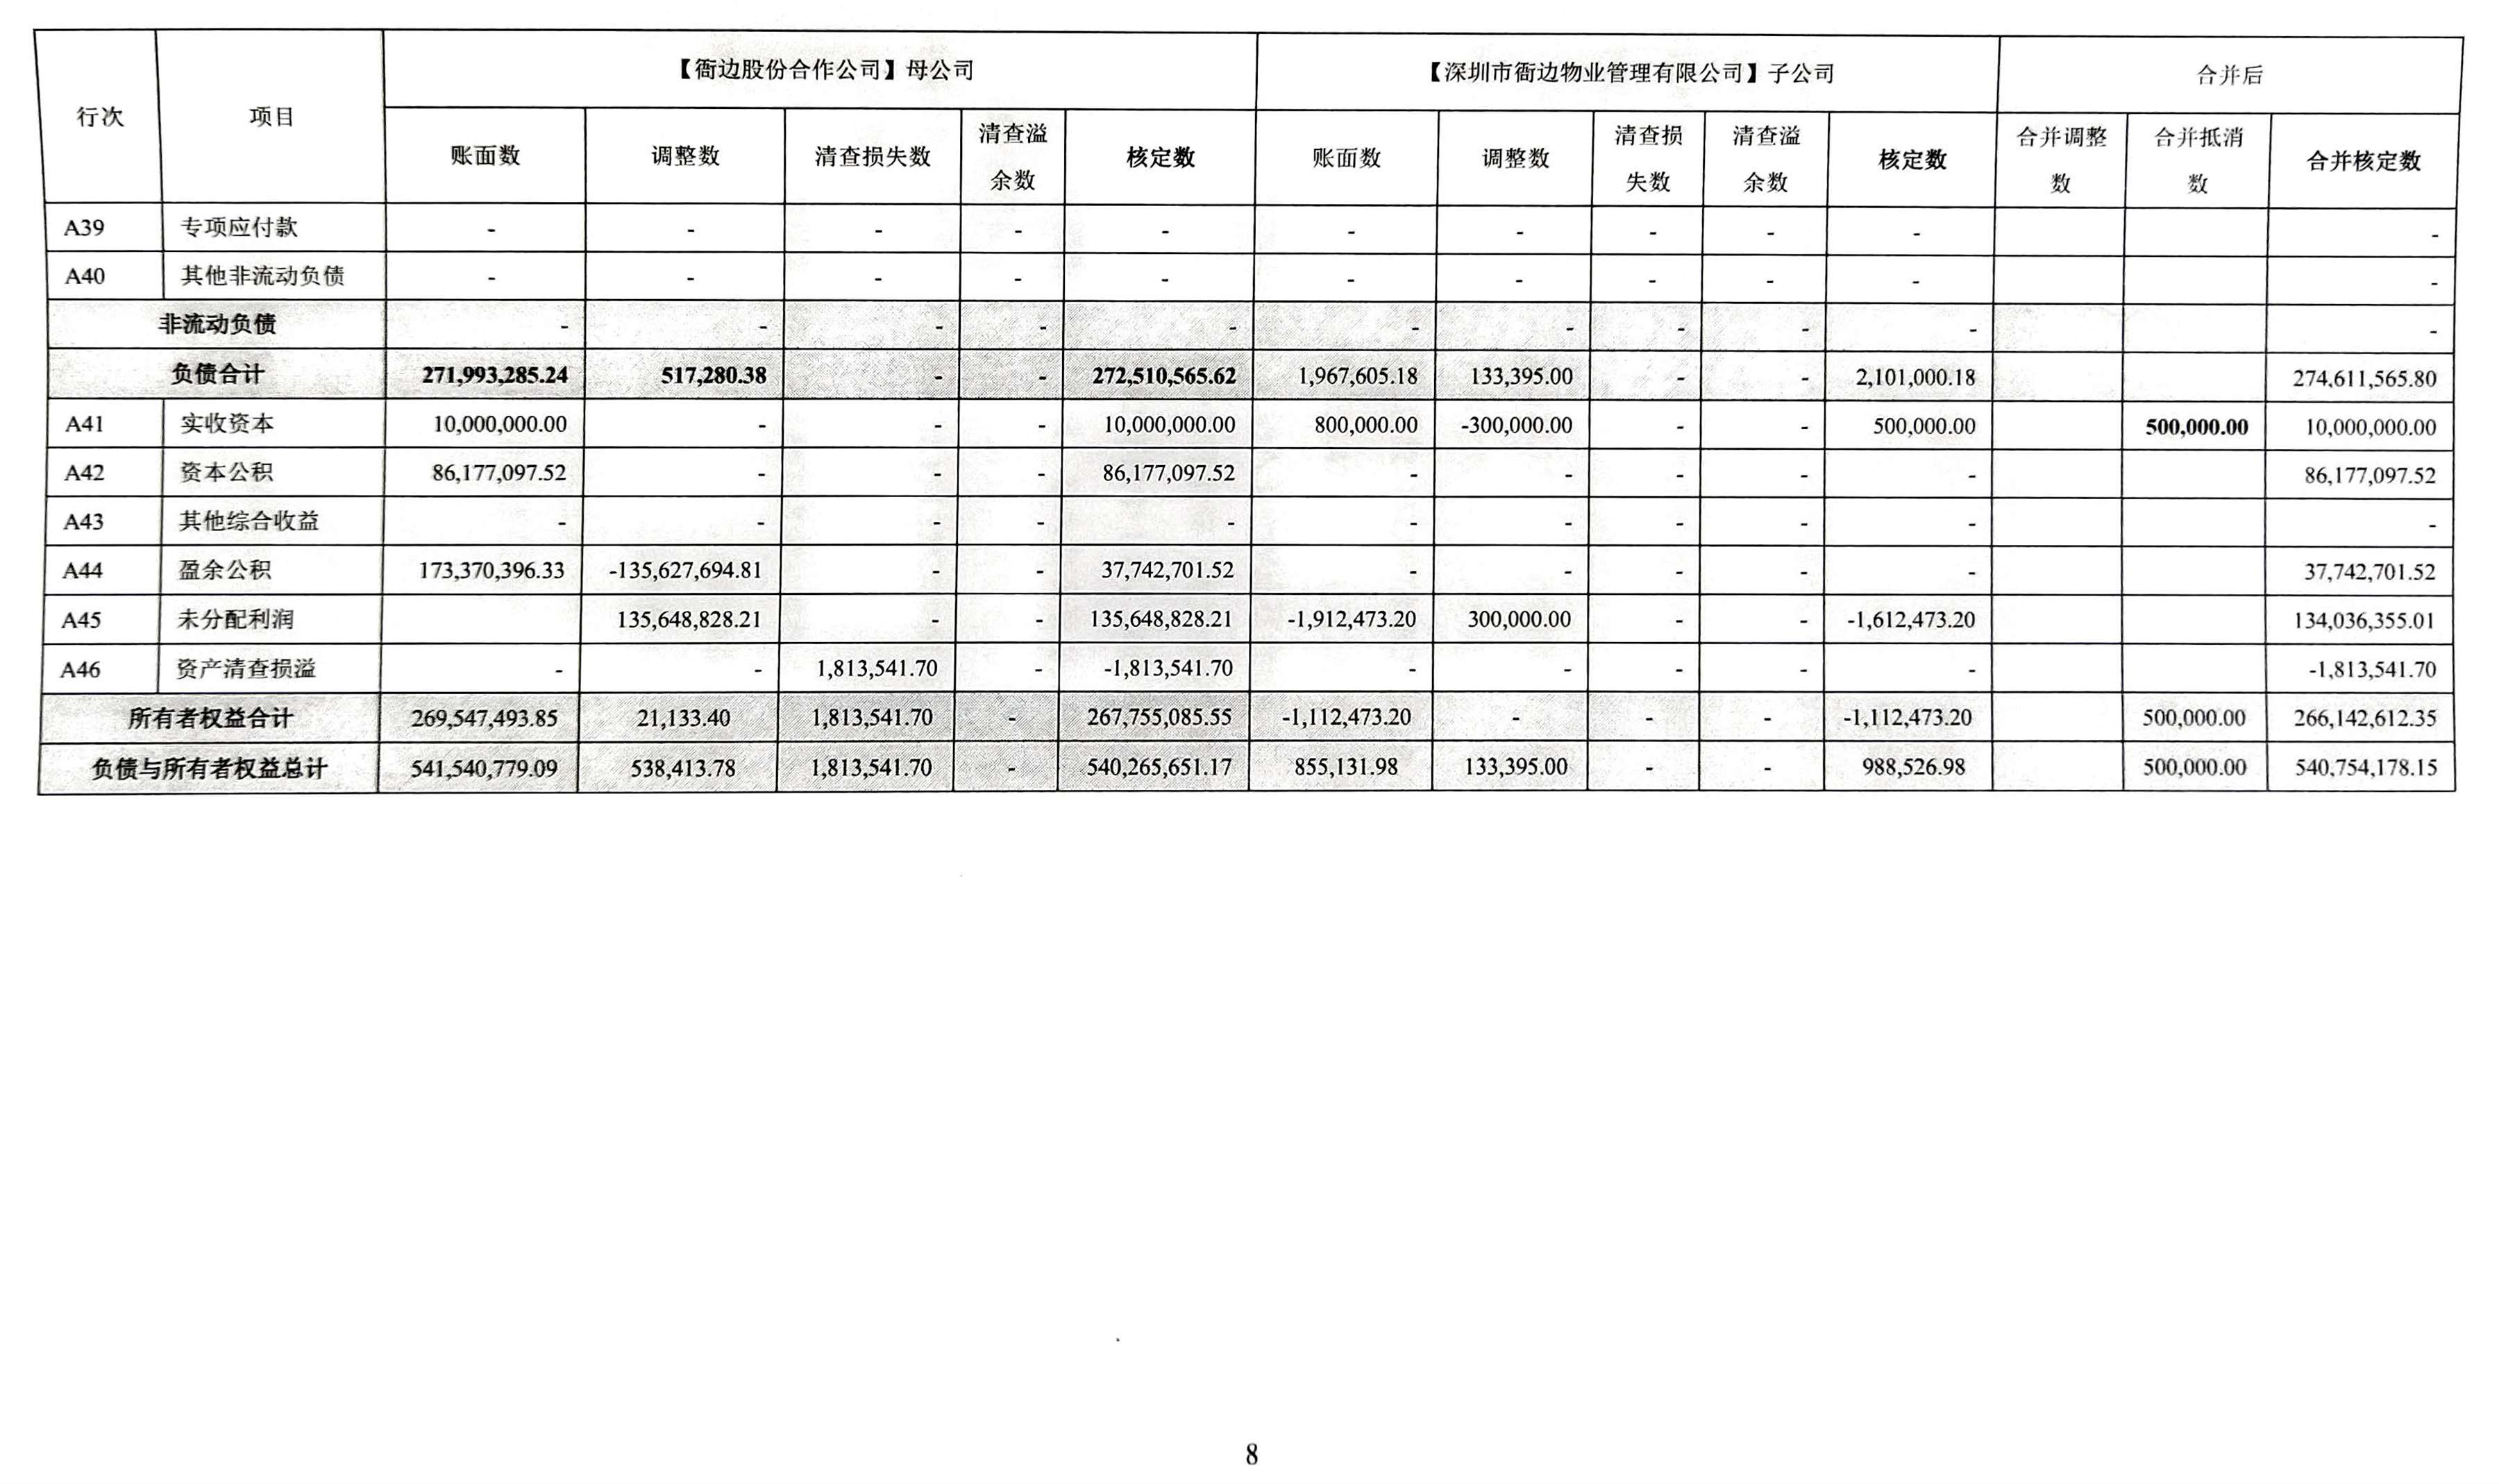 行次 项目 【衙边股份合作公司】母公司 【深圳市衙边物业管理有限公司】子公司 合并后
账面数 调整数 清查损失数 清查溢余数 核定数 账面数 调整数 清查损失数 清查溢余数 核定数 合并调整数 合并抵消数 合并核定数
A39 专项应付款 - - - - - - - - - - -
A40 其他非流动负债 - - - - - - - - - - -
非流动负债 - - - - - - - - - - -
负债合计 271,993,285.24 517,280.38 - - 272,510,565.62 1,967,605.18 133,395.00 - - 2,101,000.18 274,611,565.80
A41 实收资本 10,000,000.00 - - - 10,000,000.00 800,000.00 -300,000.00 - - 500,000.00 500,000.00 10,000,000.00
A42 资本公积 86,177,097.52 - - - 86,177,097.52 - - - - - 86,177,097.52
A43 其他综合收益 - - - - - - - - - - -
A44 盈余公积 173,370,396.33 -135,627,694.81 - - 37,742,701.52 - - - - - 37,742,701.52
A45 未分配利润 135,648,828.21 - - 135,648,828.21 -1,912,473.20 300,000.00 - - -1,612,473.20 134,036,355.01
A46 资产清查损溢 - - 1,813,541.70 - -1,813,541.70 - - - - - -1,813,541.70
所有者权益合计 269,547,493.85 21,133.40 1,813,541.70 - 267,755,085.55 -1,112,473.20 - - - -1,112,473.20 500,000.00 266,142,612.35
负债与所有者权益总计 541,540,779.09 538,413.78 1,813,541.70 - 540,265,651.17 855,131.98 133,395.00 - - 988,526.98 500,000.00 540,754,178.15
8